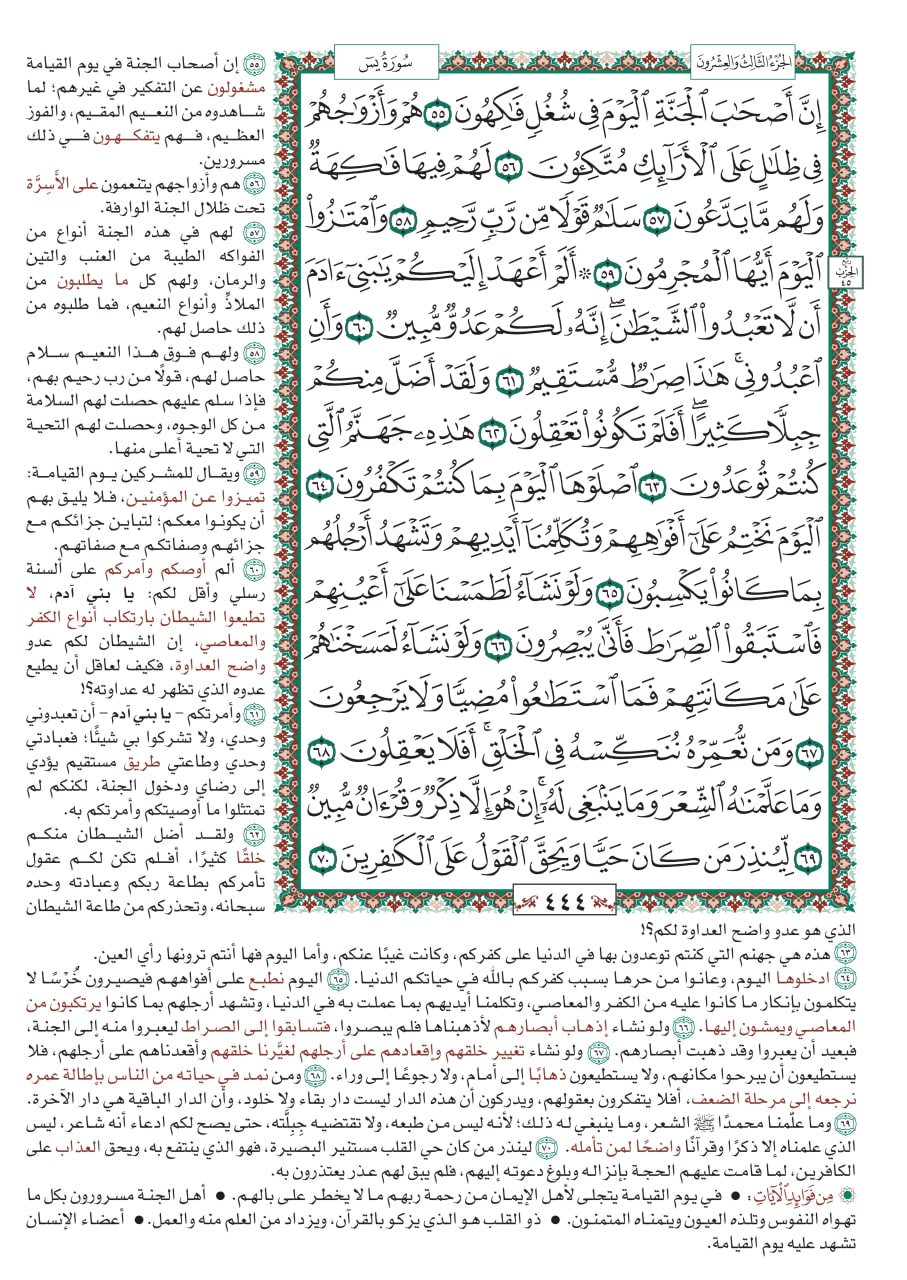 سُورَةُ يسٓ
الجُزْءُ الثَّالِثُ وَالعِشْرُونَ
إِنَّ أَصْحَٰبَ ٱلْجَنَّةِ ٱلْيَوْمَ فِى شُغُلٍ فَٰكِهُونَ ٥٥ هُمْ وَأَزْوَٰجُهُمْ
فِى ظِلَٰلٍ عَلَى ٱلْأَرَآئِكِ مُتَّكِـُٔونَ ٥٦ لَهُمْ فِيهَا فَٰكِهَةٌ
وَلَهُم مَّا يَدَّعُونَ ٥٧ سَلَٰمٌ قَوْلًا مِّن رَّبٍّ رَّحِيمٍ ٥٨ وَٱمْتَٰزُوا۟
ٱلْيَوْمَ أَيُّهَا ٱلْمُجْرِمُونَ ٥٩ ۞ أَلَمْ أَعْهَدْ إِلَيْكُمْ يَٰبَنِىٓ ءَادَمَ
أَن لَّا تَعْبُدُوا۟ ٱلشَّيْطَٰنَ ۖ إِنَّهُۥ لَكُمْ عَدُوٌّ مُّبِينٌ ٦٠ وَأَنِ
ٱعْبُدُونِى ۚ هَٰذَا صِرَٰطٌ مُّسْتَقِيمٌ ٦١ وَلَقَدْ أَضَلَّ مِنكُمْ
جِبِلًّا كَثِيرًا ۖ أَفَلَمْ تَكُونُوا۟ تَعْقِلُونَ ٦٢ هَٰذِهِۦ جَهَنَّمُ ٱلَّتِى
كُنتُمْ تُوعَدُونَ ٦٣ ٱصْلَوْهَا ٱلْيَوْمَ بِمَا كُنتُمْ تَكْفُرُونَ ٦٤
ٱلْيَوْمَ نَخْتِمُ عَلَىٰٓ أَفْوَٰهِهِمْ وَتُكَلِّمُنَآ أَيْدِيهِمْ وَتَشْهَدُ أَرْجُلُهُم
بِمَا كَانُوا۟ يَكْسِبُونَ ٦٥ وَلَوْ نَشَآءُ لَطَمَسْنَا عَلَىٰٓ أَعْيُنِهِمْ
فَٱسْتَبَقُوا۟ ٱلصِّرَٰطَ فَأَنَّىٰ يُبْصِرُونَ ٦٦ وَلَوْ نَشَآءُ لَمَسَخْنَٰهُمْ
عَلَىٰ مَكَانَتِهِمْ فَمَا ٱسْتَطَٰعُوا۟ مُضِيًّا وَلَا يَرْجِعُونَ
٦٧ وَمَن نُّعَمِّرْهُ نُنَكِّسْهُ فِى ٱلْخَلْقِ ۚ أَفَلَا يَعْقِلُونَ ٦٨
وَمَا عَلَّمْنَٰهُ ٱلشِّعْرَ وَمَا يَنۢبَغِى لَهُۥٓ ۚ إِنْ هُوَ إِلَّا ذِكْرٌ وَقُرْءَانٌ مُّبِينٌ
٦٩ لِّيُنذِرَ مَن كَانَ حَيًّا وَيَحِقَّ ٱلْقَوْلُ عَلَى ٱلْكَٰفِرِينَ ٧٠
ربع
الحزب
٤٥
٤٤٤
٥٥ إن أصحاب الجنة في يوم القيامة
مشغولون عن التفكير في غيرهم؛ لما
شاهدوه من النعيم المقيم، والفوز
العظيم، فهم يتفكهون في ذلك
مسرورين.
٥٦ هم وأزواجهم يتنعمون على الأَسِرَّة
تحت ظلال الجنة الوارفة.
٥٧ لهم في هذه الجنة أنواع من
الفواكه الطيبة من العنب والتين
والرمان، ولهم كل ما يطلبون من
الملاذِّ وأنواع النعيم، فما طلبوه من
ذلك حاصل لهم.
٥٨ ولهم فوق هذا النعيم سلام
حاصل لهم، قولًا من رب رحيم بهم،
فإذا سلم عليهم حصلت لهم السلامة
من كل الوجوه، وحصلت لهم التحية
التي لا تحية أعلى منها.
٥٩ ويقال للمشركين يوم القيامة:
تميزوا عن المؤمنين، فلا يليق بهم
أن يكونوا معكم؛ لتباين جزائكم مع
جزائهم وصفاتكم مع صفاتهم.
٦٠ ألم أوصكم وآمركم على ألسنة
رسلي وأقل لكم: يا بني آدم، لا
تطيعوا الشيطان بارتكاب أنواع الكفر
والمعاصي، إن الشيطان لكم عدو
واضح العداوة، فكيف لعاقل أن يطيع
عدوه الذي تظهر له عداوته؟!
٦١ وأمرتكم - يا بني آدم - أن تعبدوني
وحدي، ولا تشركوا بي شيئًا؛ فعبادتي
وحدي وطاعتي طريق مستقيم يؤدي
إلى رضاي ودخول الجنة، لكنكم لم
تمتثلوا ما أوصيتكم وأمرتكم به.
٦٢ ولقد أضل الشيطان منكم
خلقًا كثيرًا، أفلم تكن لكم عقول
تأمركم بطاعة ربكم وعبادته وحده
سبحانه، وتحذركم من طاعة الشيطان
الذي هو عدو واضح العداوة لكم؟!
٦٣ هذه هي جهنم التي كنتم توعدون بها في الدنيا على كفركم، وكانت غيبًا عنكم، وأما اليوم فها أنتم ترونها رأي العين.
٦٤ ادخلوها اليوم، وعانوا من حرها بسبب كفركم بالله في حياتكم الدنيا. ٦٥ اليوم نطبع على أفواههم فيصيرون خُرْسًا لا
يتكلمون بإنكار ما كانوا عليه من الكفر والمعاصي، وتكلمنا أيديهم بما عملت به في الدنيا، وتشهد أرجلهم بما كانوا يرتكبون من
المعاصي ويمشون إليها. ٦٦ ولو نشاء إذهاب أبصارهم لأذهبناها فلم يبصروا، فتسابقوا إلى الصراط ليعبروا منه إلى الجنة،
فبعيد أن يعبروا وقد ذهبت أبصارهم. ٦٧ ولو نشاء تغيير خلقهم وإقعادهم على أرجلهم لغيَّرنا خلقهم وأقعدناهم على أرجلهم، فلا
يستطيعون أن يبرحوا مكانهم، ولا يستطيعون ذهابًا إلى أمام، ولا رجوعًا إلى وراء. ٦٨ ومن نمد في حياته من الناس بإطالة عمره
نرجعه إلى مرحلة الضعف، أفلا يتفكرون بعقولهم، ويدركون أن هذه الدار ليست دار بقاء ولا خلود، وأن الدار الباقية هي دار الآخرة.
٦٩ وما علّمنا محمدًا ﷺ الشعر، وما ينبغي له ذلك؛ لأنه ليس من طبعه، ولا تقتضيه جِبِلَّته، حتى يصح لكم ادعاء أنه شاعر، ليس
الذي علمناه إلا ذكرًا وقرآنًا واضحًا لمن تأمله. ٧٠ لينذر من كان حي القلب مستنير البصيرة، فهو الذي ينتفع به، ويحق العذاب على
الكافرين، لما قامت عليهم الحجة بإنزاله وبلوغ دعوته إليهم، فلم يبق لهم عذر يعتذرون به.
مِن فَوَائِدِ الآيَاتِ: ● في يوم القيامة يتجلى لأهل الإيمان من رحمة ربهم ما لا يخطر على بالهم. ● أهل الجنة مسرورون بكل ما
تهواه النفوس وتلذه العيون ويتمناه المتمنون. ● ذو القلب هو الذي يزكو بالقرآن، ويزداد من العلم منه والعمل. ● أعضاء الإنسان
تشهد عليه يوم القيامة.